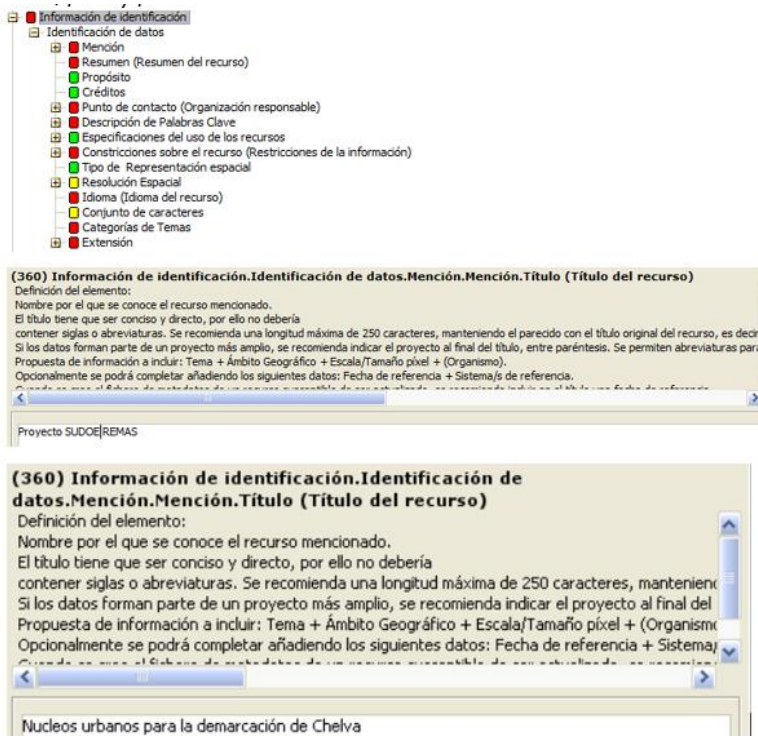 Información de identificación
Identificación de datos
Mención
Resumen (Resumen del recurso)
Propósito
Créditos
Punto de contacto (Organización responsable)
Descripción de Palabras Clave
Especificaciones del uso de los recursos
Constricciones sobre el recurso (Restricciones de la información)
Tipo de Representación espacial
Resolución Espacial
Idioma (Idioma del recurso)
Conjunto de caracteres
Categorías de Temas
Extensión
(360) Información de identificación.Identificación de datos.Mención.Mención.Título (Título del recurso)
Definición del elemento:
Nombre por el que se conoce el recurso mencionado.
El título tiene que ser conciso y directo, por ello no debería
contener siglas o abreviaturas. Se recomienda una longitud máxima de 250 caracteres, manteniendo el parecido con el título original del recurso, es decir
Si los datos forman parte de un proyecto más amplio, se recomienda indicar el proyecto al final del título, entre paréntesis. Se permiten abreviaturas para
Propuesta de información a incluir: Tema + Ámbito Geográfico + Escala/Tamaño píxel + (Organismo).
Opcionalmente se podrá completar añadiendo los siguientes datos: Fecha de referencia + Sistema/s de referencia.
Proyecto SUDOE REMAS
(360) Información de identificación.Identificación de
datos.Mención.Mención.Título (Título del recurso)
Definición del elemento:
Nombre por el que se conoce el recurso mencionado.
El título tiene que ser conciso y directo, por ello no debería
contener siglas o abreviaturas. Se recomienda una longitud máxima de 250 caracteres, manteniend
Si los datos forman parte de un proyecto más amplio, se recomienda indicar el proyecto al final del
Propuesta de información a incluir: Tema + Ámbito Geográfico + Escala/Tamaño píxel + (Organismo
Opcionalmente se podrá completar añadiendo los siguientes datos: Fecha de referencia + Sistema/
Nucleos urbanos para la demarcación de Chelva